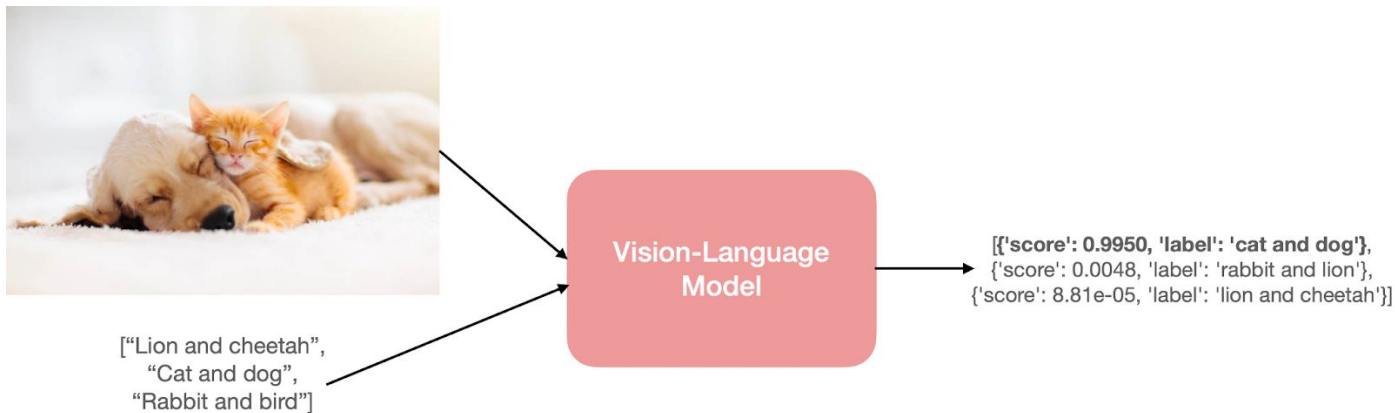 [“Lion and cheetah”,
“Cat and dog”,
“Rabbit and bird”]
Vision-Language
Model
[{'score': 0.9950, 'label': 'cat and dog'},
{'score': 0.0048, 'label': 'rabbit and lion'},
{'score': 8.81e-05, 'label': 'lion and cheetah'}]